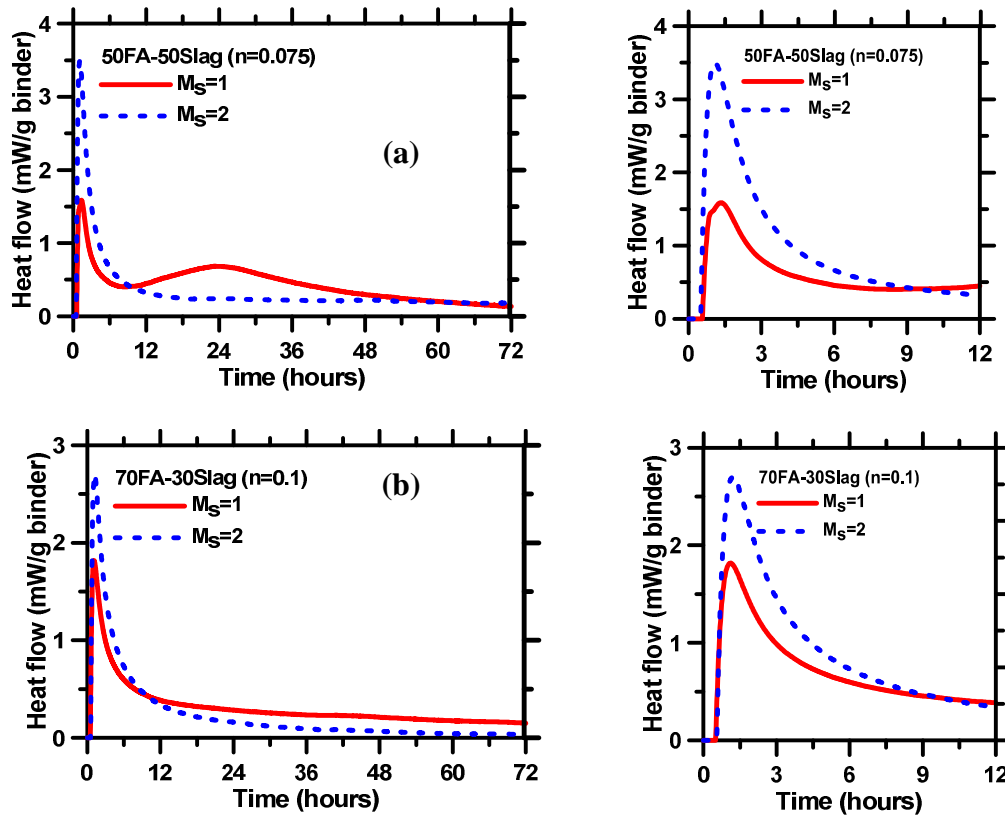 4
3
2
1
0
Heat flow (mW/g binder)
50FA-50Slag (n=0.075)
Ms=1
Ms=2
(a)
0 12 24 36 48 60 72
Time (hours)
4
3
2
1
0
Heat flow (mW/g binder)
50FA-50Slag (n=0.075)
Ms=1
Ms=2
0 3 6 9 12
Time (hours)
3
2
1
0
Heat flow (mW/g binder)
70FA-30Slag (n=0.1)
Ms=1
Ms=2
(b)
0 12 24 36 48 60 72
Time (hours)
3
2
1
0
Heat flow (mW/g binder)
70FA-30Slag (n=0.1)
Ms=1
Ms=2
0 3 6 9 12
Time (hours)